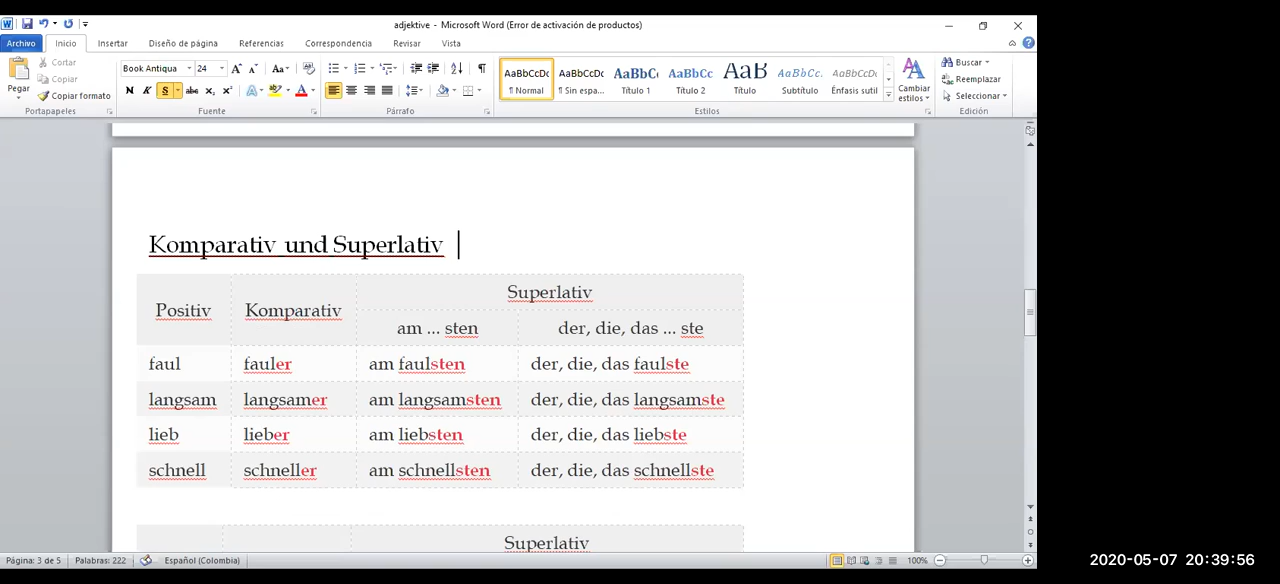 adjektive - Microsoft Word (Error de activación de productos)
Archivo Inicio Insertar Diseño de página Referencias Correspondencia Revisar Vista
Pegar
Cortar
Copiar
Copiar formato
Portapapeles
Book Antiqua 24
Fuente
Párrafo
AaBbCcDc AaBbCcDc AaBbC AaBbCc AaB AaBbCc. AaBbCcDc
¶ Normal ¶ Sin espa... Título 1 Título 2 Título Subtítulo Énfasis sutil
Cambiar estilos
Estilos
Buscar
Reemplazar
Seleccionar
Edición
Komparativ und Superlativ
Positiv Komparativ Superlativ
am ... sten der, die, das ... ste
faul fauler am faulsten der, die, das faulste
langsam langsamer am langsamsten der, die, das langsamste
lieb lieber am liebsten der, die, das liebste
schnell schneller am schnellsten der, die, das schnellste
Superlativ
Página: 3 de 5 Palabras: 222 Español (Colombia) 100%
2020-05-07 20:39:56